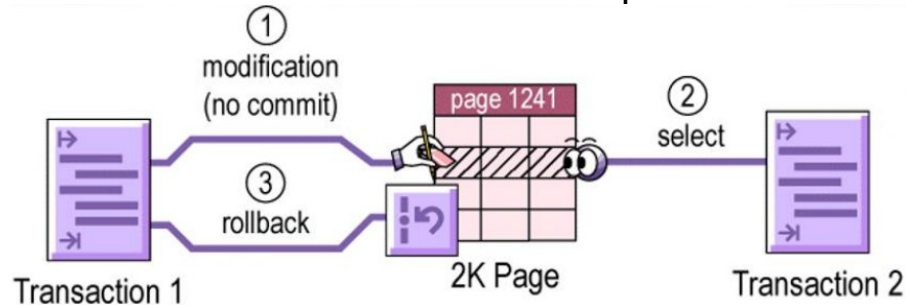 ①
modification
(no commit)
page 1241
②
select
③
rollback
2K Page
Transaction 1
Transaction 2